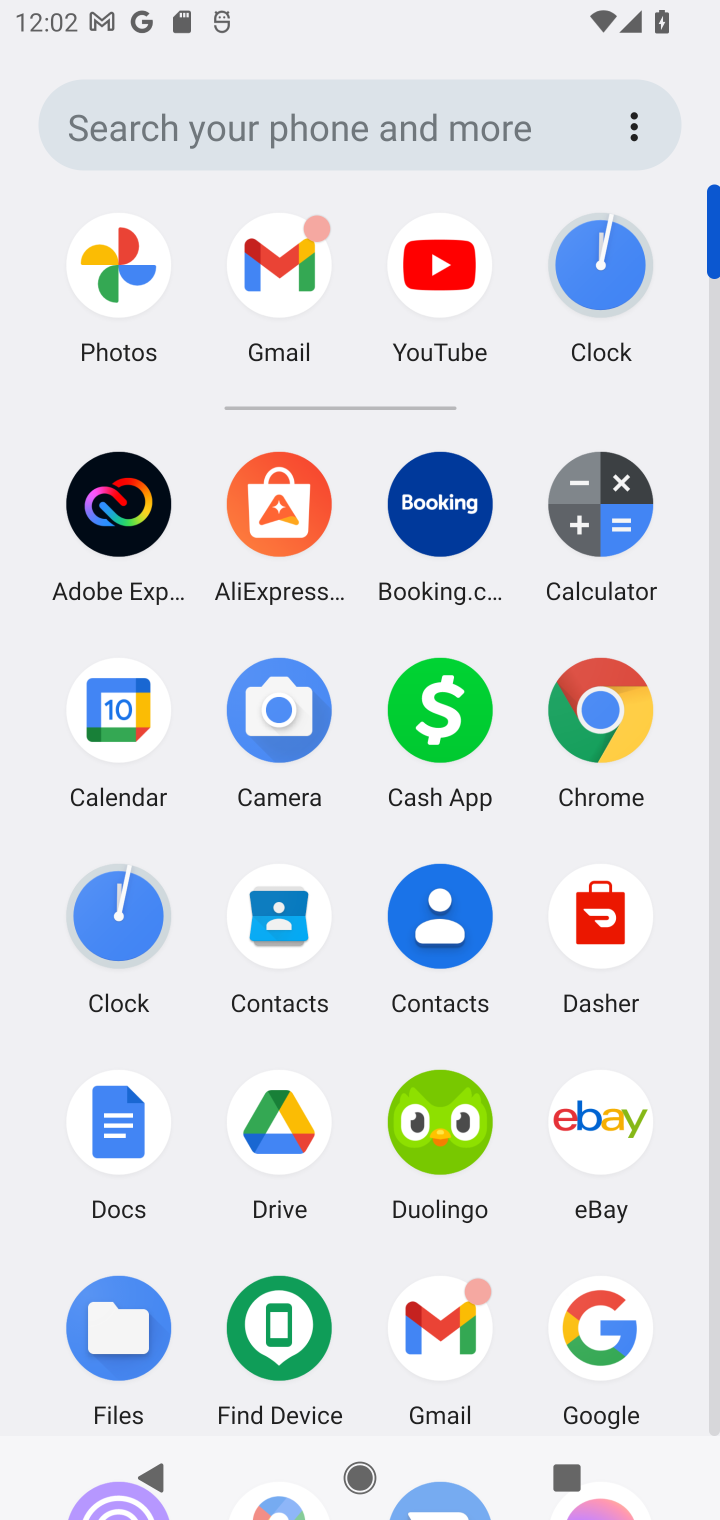 12:02
Search your phone and more
Photos Gmail YouTube Clock
Booking
Adobe Exp... AliExpress... Booking.c... Calculator
10
Calendar Camera Cash App Chrome
Clock Contacts Contacts Dasher
ebay
Docs Drive Duolingo eBay
Files Find Device Gmail Google